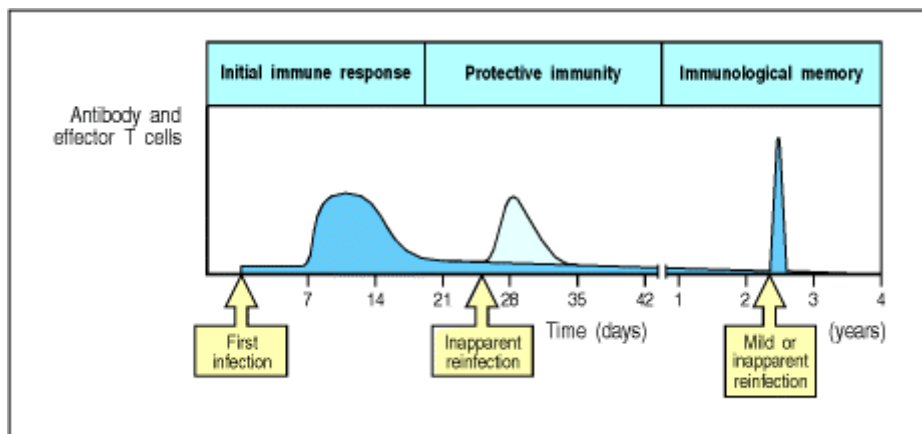 Initial immune response Protective immunity Immunological memory
Antibody and
effector T cells
7 14 21 28 35 42 1 2 3 4
Time (days) (years)
First
infection
Inapparent
reinfection
Mild or
inapparent
reinfection